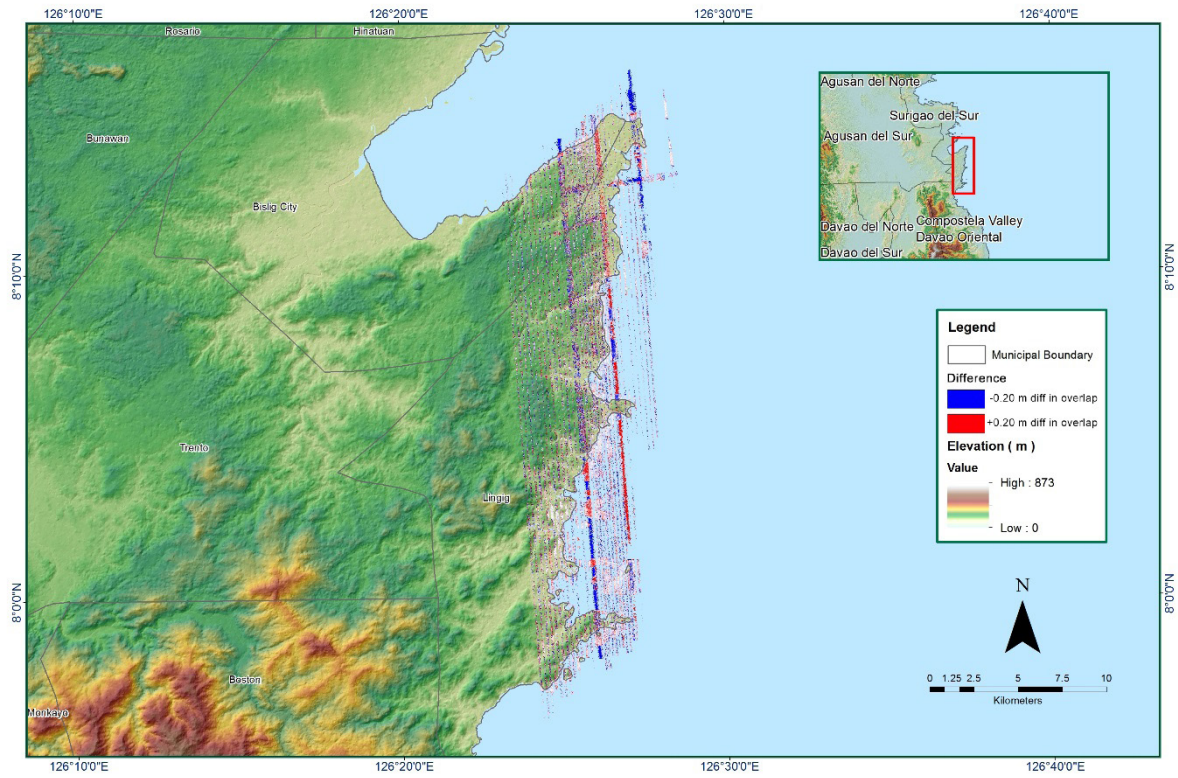 126°10'0"E
126°20'0"E
126°30'0"E
126°40'0"E
Rosario
Hinatuan
Bunawan
Bislig City
Trento
Lingig
Boston
Monkayo
8°10'0"N
8°0'0"N
8°10'0"N
8°0'0"N
Agusan del Norte
Surigao del Sur
Agusan del Sur
Davao del Norte
Compostela Valley
Davao Oriental
Davao del Sur
Legend
Municipal Boundary
Difference
-0.20 m diff in overlap
+0.20 m diff in overlap
Elevation ( m )
Value
High : 873
Low : 0
N
0 1.25 2.5 5 7.5 10
Kilometers
126°10'0"E
126°20'0"E
126°30'0"E
126°40'0"E